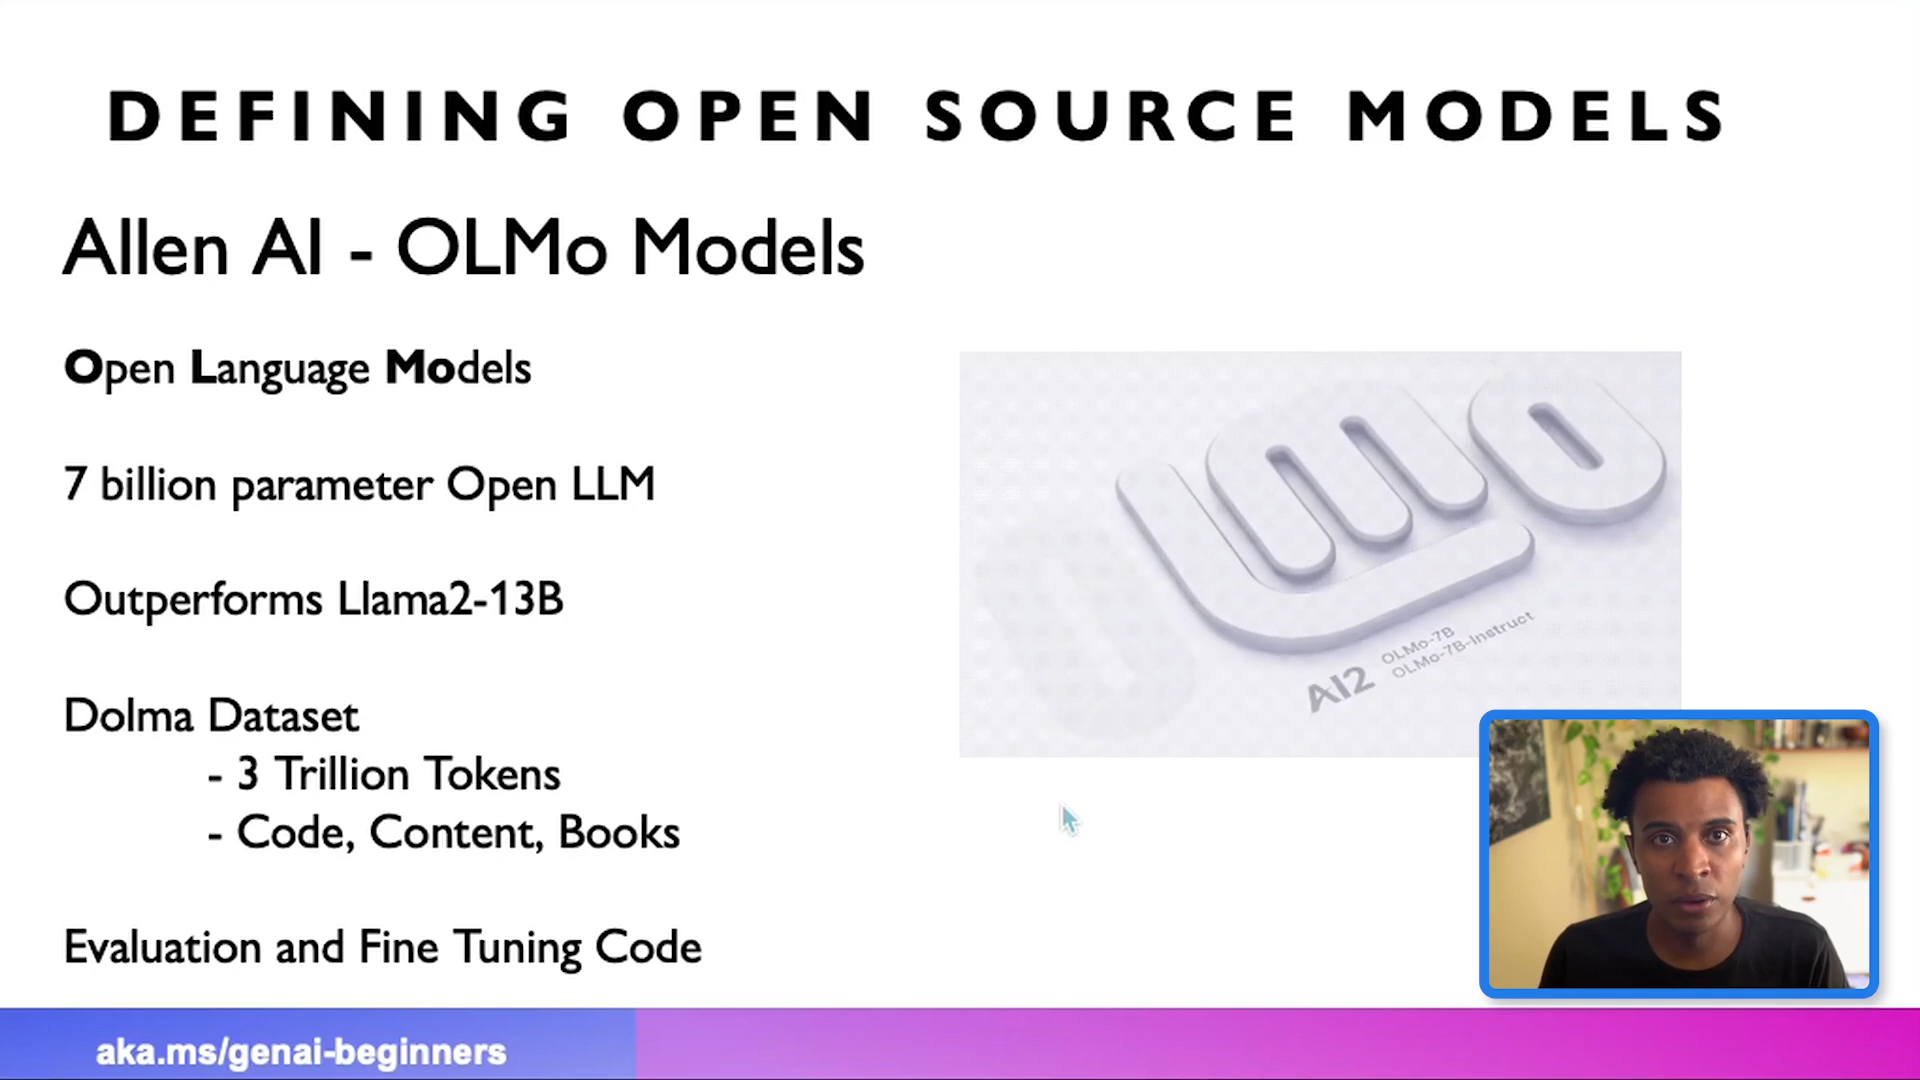 DEFINING OPEN SOURCE MODELS
Allen AI - OLMo Models
Open Language Models
7 billion parameter Open LLM
Outperforms Llama2-13B
Dolma Dataset
- 3 Trillion Tokens
- Code, Content, Books
Evaluation and Fine Tuning Code
OLMo
AI2
OLMo-7B
OLMo-7B-Instruct
aka.ms/genai-beginners